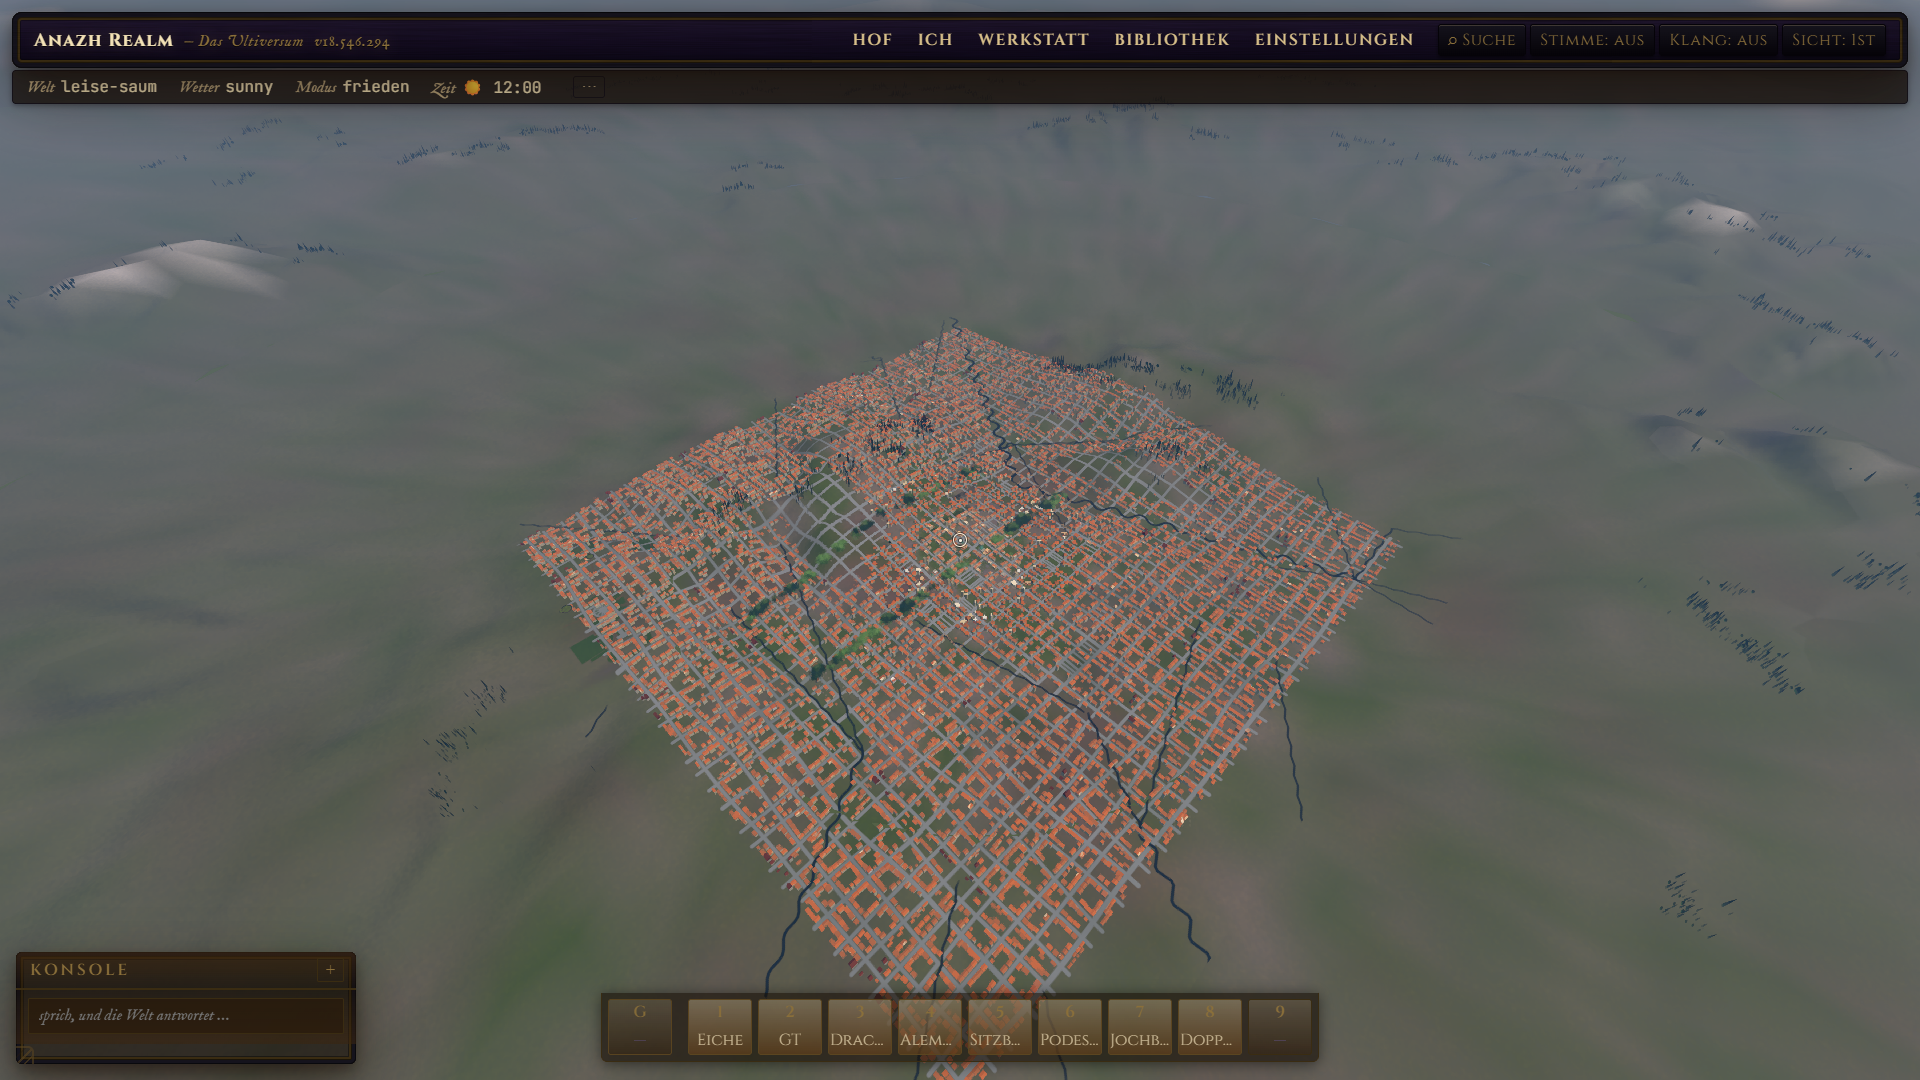 Anazh Realm — Das Ultiversum v18.546.294
HOF ICH WERKSTATT BIBLIOTHEK EINSTELLUNGEN ⌕ SUCHE STIMME: AUS KLANG: AUS SICHT: IST
Welt leise-saum Wetter sunny Modus frieden Zeit 12:00 ...
KONSOLE +
sprich, und die Welt antwortet ...
G 1 2 3 4 5 6 7 8 9
— EICHE GT DRAC... ALEM... SITZB... PODES... JOCHB... DOPP... —